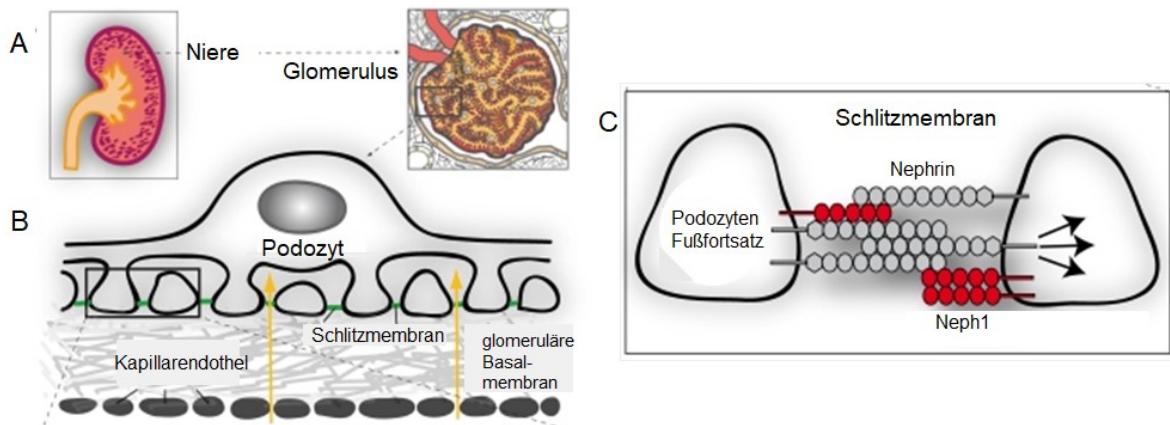 A
Niere
Glomerulus
B
Podozyt
Schlitzmembran
Kapillarendothel
glomeruläre
Basal-
membran
C
Schlitzmembran
Nephrin
Podozyten
Fußfortsatz
Neph1